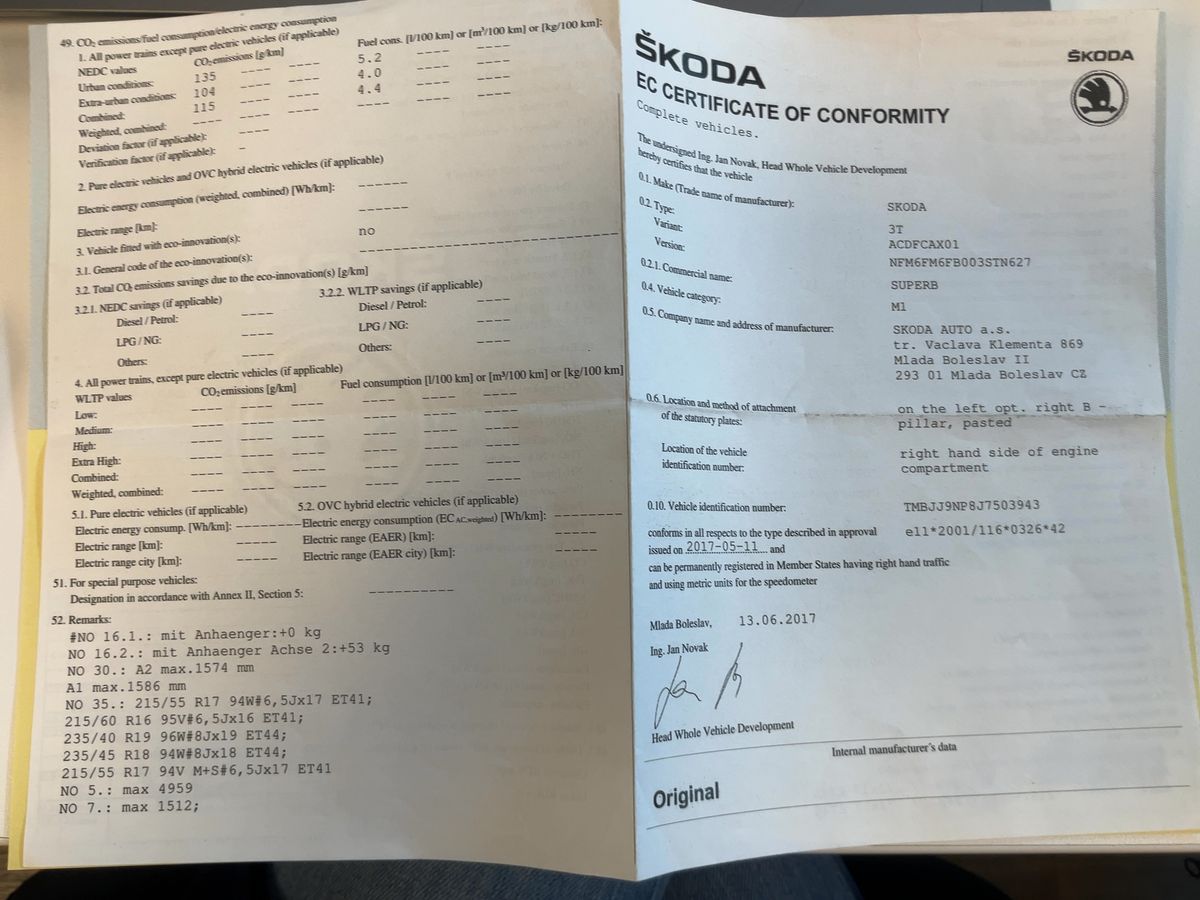 49. CO₂ emissions/fuel consumption/electric energy consumption
1. All power trains except pure electric vehicles (if applicable)
NEDC values CO₂ emissions [g/km] Fuel cons. [l/100 km] or [m³/100 km] or [kg/100 km]:
Urban conditions: 135 ---- ---- 5.2 ---- ----
Extra-urban conditions: 104 ---- ---- 4.0 ---- ----
Combined: 115 ---- ---- 4.4 ---- ----
Weighted, combined: ---- ---- ---- ---- ---- ----
Deviation factor (if applicable): ----
Verification factor (if applicable): –
2. Pure electric vehicles and OVC hybrid electric vehicles (if applicable)
Electric energy consumption (weighted, combined) [Wh/km]: ------
Electric range [km]: ------
3. Vehicle fitted with eco-innovation(s): no
3.1. General code of the eco-innovation(s): ------------------------------
3.2. Total CO₂ emissions savings due to the eco-innovation(s) [g/km]
3.2.1. NEDC savings (if applicable) 3.2.2. WLTP savings (if applicable)
Diesel / Petrol: ---- Diesel / Petrol: ----
LPG / NG: ---- LPG / NG: ----
Others: ---- Others: ----
4. All power trains, except pure electric vehicles (if applicable)
WLTP values CO₂ emissions [g/km] Fuel consumption [l/100 km] or [m³/100 km] or [kg/100 km]
Low: ---- ---- ---- ---- ---- ----
Medium: ---- ---- ---- ---- ---- ----
High: ---- ---- ---- ---- ---- ----
Extra High: ---- ---- ---- ---- ---- ----
Combined: ---- ---- ---- ---- ---- ----
Weighted, combined: ---- ---- ---- ---- ---- ----
5.1. Pure electric vehicles (if applicable) 5.2. OVC hybrid electric vehicles (if applicable)
Electric energy consump. [Wh/km]: -------- Electric energy consumption (EC AC,weighted) [Wh/km]: --------
Electric range [km]: ----- Electric range (EAER) [km]: -----
Electric range city [km]: ----- Electric range (EAER city) [km]: -----
51. For special purpose vehicles:
Designation in accordance with Annex II, Section 5: ----------
52. Remarks:
#NO 16.1.: mit Anhaenger:+0 kg
NO 16.2.: mit Anhaenger Achse 2:+53 kg
NO 30.: A2 max.1574 mm
A1 max.1586 mm
NO 35.: 215/55 R17 94W#6,5Jx17 ET41;
215/60 R16 95V#6,5Jx16 ET41;
235/40 R19 96W#8Jx19 ET44;
235/45 R18 94W#8Jx18 ET44;
215/55 R17 94V M+S#6,5Jx17 ET41
NO 5.: max 4959
NO 7.: max 1512;
ŠKODA
ŠKODA
EC CERTIFICATE OF CONFORMITY
Complete vehicles.
The undersigned Ing. Jan Novak, Head Whole Vehicle Development
hereby certifies that the vehicle
0.1. Make (Trade name of manufacturer): SKODA
0.2. Type: 3T
Variant: ACDFCAX01
Version: NFM6FM6FB003STN627
0.2.1. Commercial name: SUPERB
0.4. Vehicle category: M1
0.5. Company name and address of manufacturer: SKODA AUTO a.s.
tr. Vaclava Klementa 869
Mlada Boleslav II
293 01 Mlada Boleslav CZ
0.6. Location and method of attachment on the left opt. right B -
of the statutory plates: pillar, pasted
Location of the vehicle right hand side of engine
identification number: compartment
0.10. Vehicle identification number: TMBJJ9NP8J7503943
conforms in all respects to the type described in approval e11*2001/116*0326*42
issued on 2017-05-11 and
can be permanently registered in Member States having right hand traffic
and using metric units for the speedometer
Mlada Boleslav, 13.06.2017
Ing. Jan Novak
Head Whole Vehicle Development
Internal manufacturer's data
Original